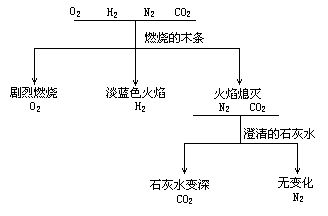 O₂ H₂ N₂ CO₂
燃烧的木条
剧烈燃烧 淡蓝色火焰 火焰熄灭
O₂ H₂ N₂ CO₂
澄清的石灰水
石灰水变浑 无变化
CO₂ N₂